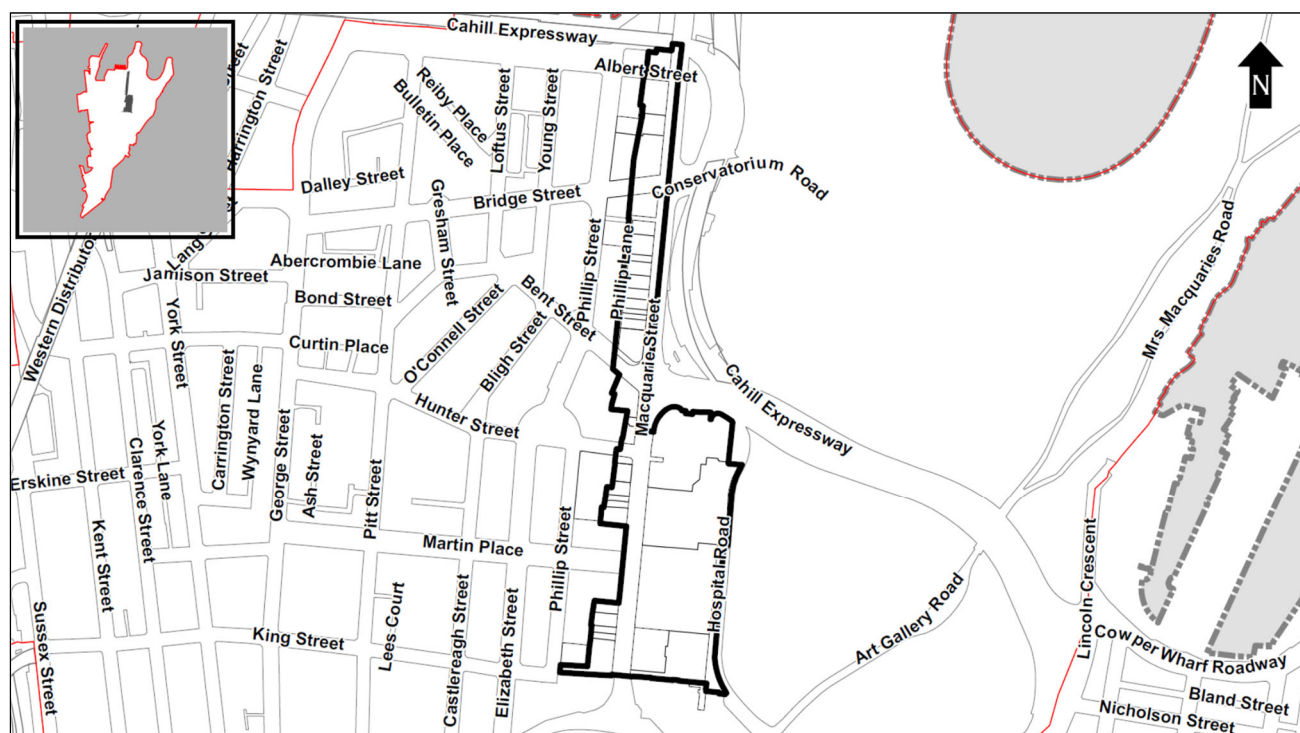 Cahill Expressway
Albert Street
Harrington Street
Reiby Place
Bulletin Place
Loftus Street
Young Street
Conservatorium Road
Dalley Street
Bridge Street
Gresham Street
Phillip Street
Phillip Lane
Lang
Western Distributor
Jamison Street
Abercrombie Lane
Bond Street
York Street
Curtin Place
O'Connell Street
Bligh Street
Bent Street
Macquarie Street
Mrs Macquaries Road
N
Cahill Expressway
Hunter Street
Carrington Street
Wynyard Lane
George Street
Ash Street
Pitt Street
York Lane
Clarence Street
Erskine Street
Kent Street
Martin Place
Phillip Street
Hospital Road
Lincoln Crescent
Art Gallery Road
Sussex Street
King Street
Lees Court
Castlereagh Street
Elizabeth Street
Cowper Wharf Roadway
Bland Street
Nicholson Street